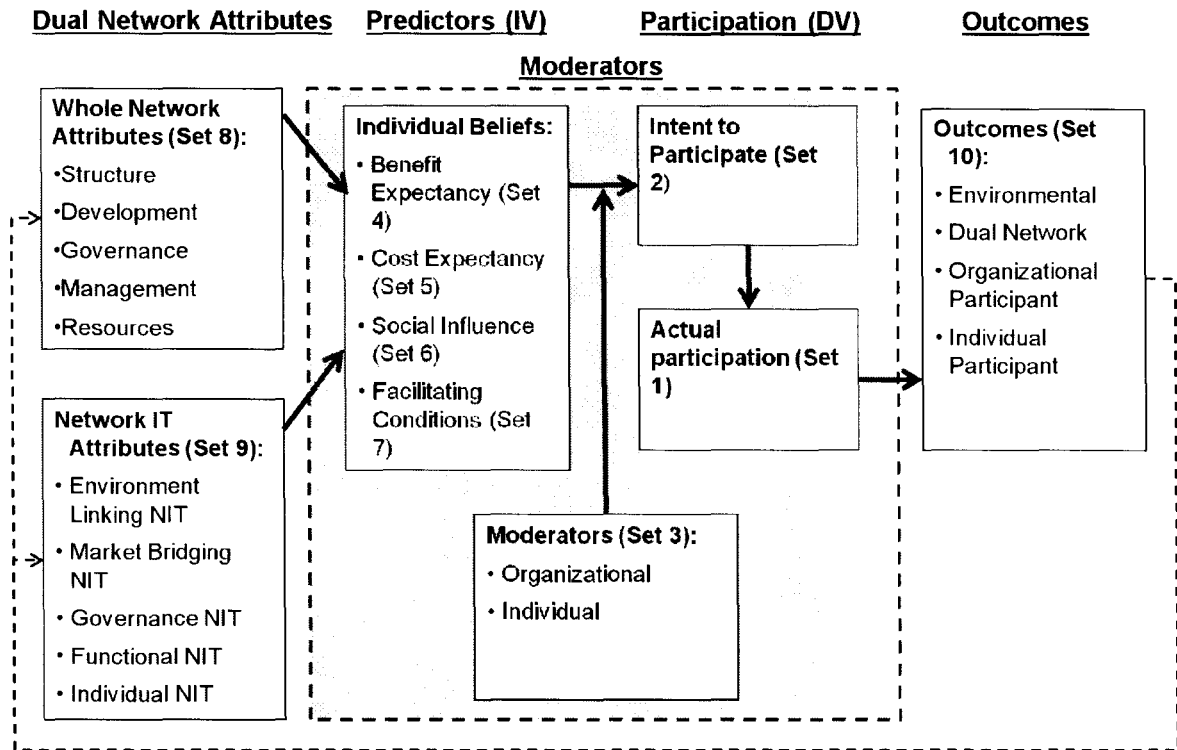 Dual Network Attributes
Predictors (IV)
Participation (DV)
Outcomes
Moderators
Whole Network
Attributes (Set 8):
•Structure
•Development
•Governance
•Management
•Resources
Network IT
Attributes (Set 9):
• Environment
Linking NIT
• Market Bridging
NIT
• Governance NIT
• Functional NIT
• Individual NIT
Individual Beliefs:
• Benefit
Expectancy (Set
4)
• Cost Expectancy
(Set 5)
• Social Influence
(Set 6)
• Facilitating
Conditions (Set
7)
Intent to
Participate (Set
2)
Actual
participation (Set
1)
Moderators (Set 3):
• Organizational
• Individual
Outcomes (Set
10):
• Environmental
• Dual Network
• Organizational
Participant
• Individual
Participant